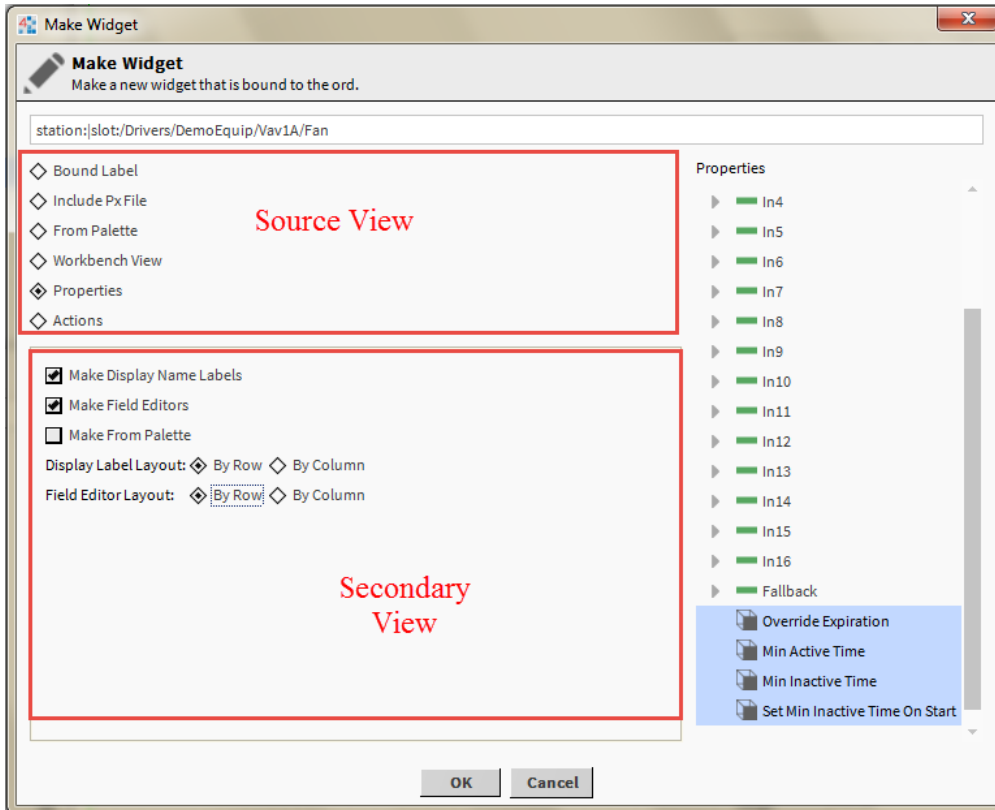 Make Widget
Make Widget
Make a new widget that is bound to the ord.
station:|slot:/Drivers/DemoEquip/Vav1A/Fan
Bound Label
Include Px File
From Palette
Workbench View
Properties
Actions
Source View
Make Display Name Labels
Make Field Editors
Make From Palette
Display Label Layout: By Row By Column
Field Editor Layout: By Row By Column
Secondary
View
Properties
In4
In5
In6
In7
In8
In9
In10
In11
In12
In13
In14
In15
In16
Fallback
Override Expiration
Min Active Time
Min Inactive Time
Set Min Inactive Time On Start
OK Cancel